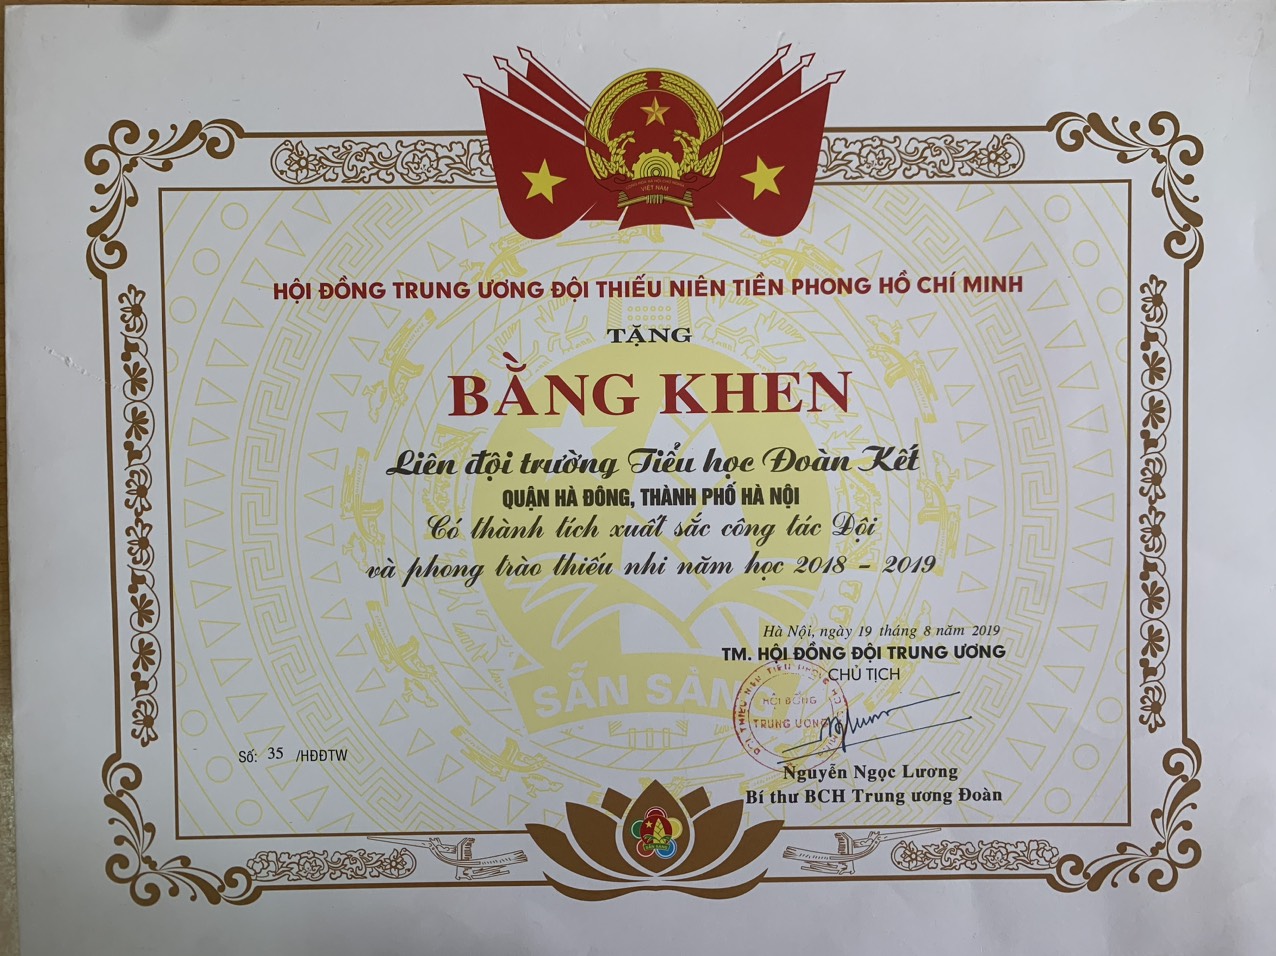 VIỆT NAM
HỘI ĐỒNG TRUNG ƯƠNG ĐỘI THIẾU NIÊN TIỀN PHONG HỒ CHÍ MINH
TẶNG
BẰNG KHEN
Liên đội trường Tiểu học Đoàn Kết
QUẬN HÀ ĐÔNG, THÀNH PHỐ HÀ NỘI
Có thành tích xuất sắc công tác Đội
và phong trào thiếu nhi năm học 2018 - 2019
Hà Nội, ngày 19 tháng 8 năm 2019
TM. HỘI ĐỒNG ĐỘI TRUNG ƯƠNG
CHỦ TỊCH
SẴN SÀNG
HỘI ĐỒNG
TRUNG ƯƠNG
Số: 35 /HĐĐTW
Nguyễn Ngọc Lương
Bí thư BCH Trung ương Đoàn
SẴN SÀNG